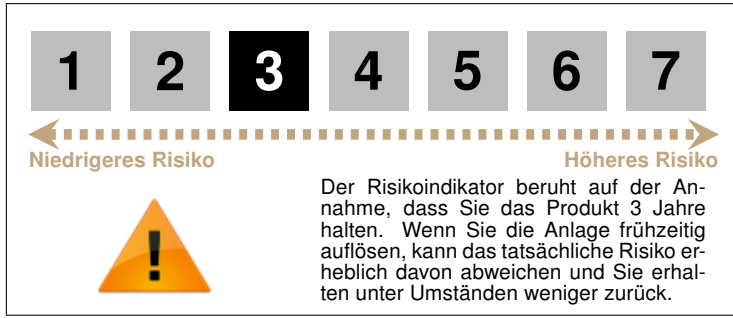 1 2 3 4 5 6 7
Niedrigeres Risiko Höheres Risiko
Der Risikoindikator beruht auf der An-
nahme, dass Sie das Produkt 3 Jahre
halten. Wenn Sie die Anlage frühzeitig
auflösen, kann das tatsächliche Risiko er-
heblich davon abweichen und Sie erhal-
ten unter Umständen weniger zurück.